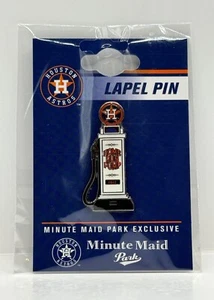 HOUSTON
ASTROS
H
LAPEL PIN
H
MINUTE MAID PARK EXCLUSIVE
HOUSTON
ASTROS
H
Minute Maid
Park